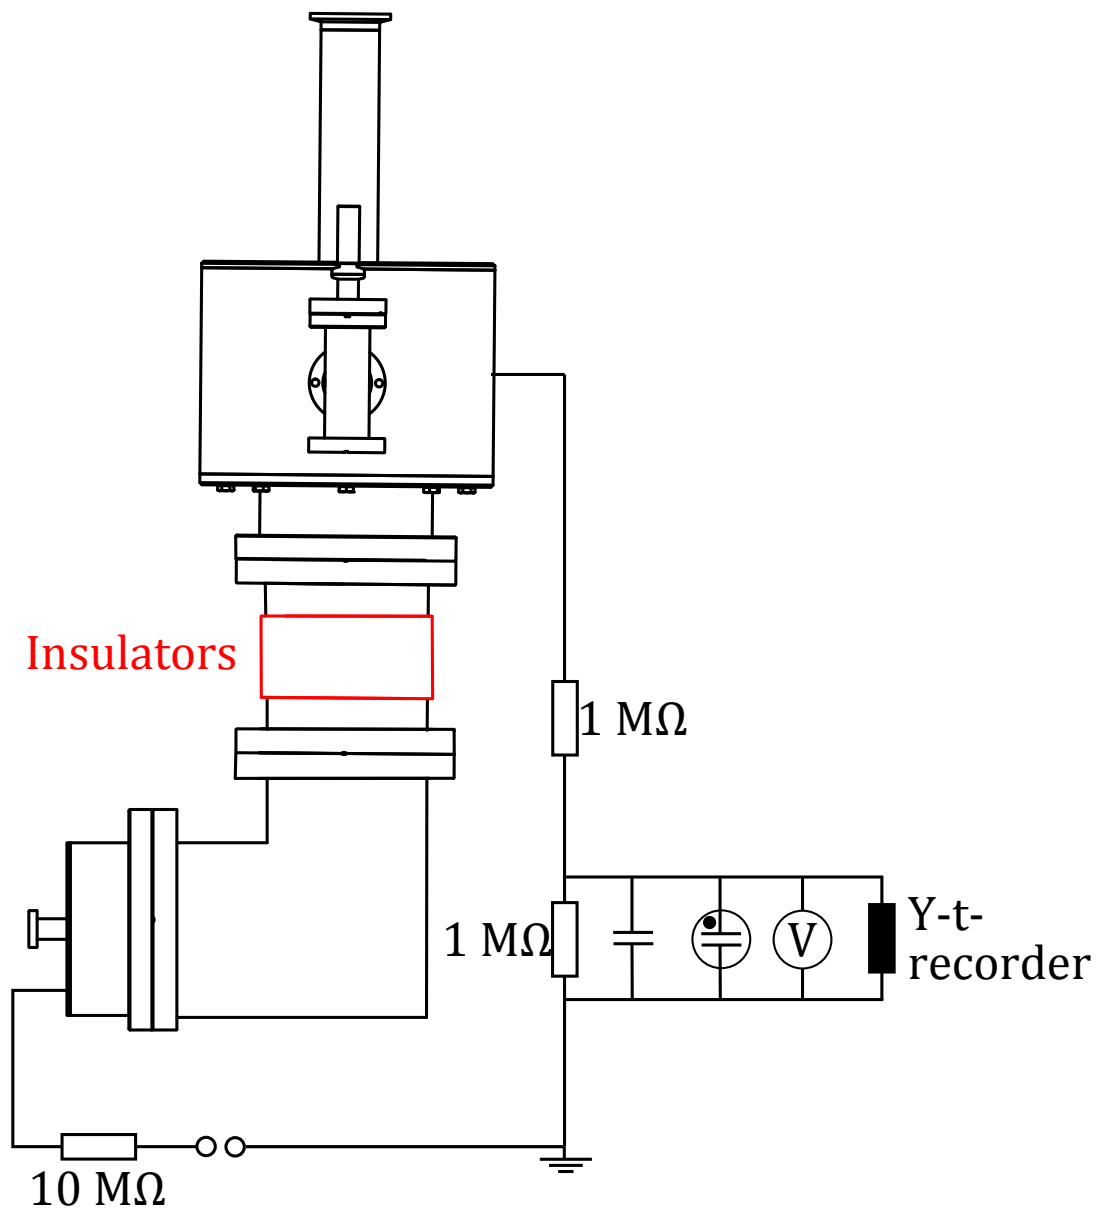 Insulators
1 MΩ
1 MΩ
V
Y-t-
recorder
10 MΩ